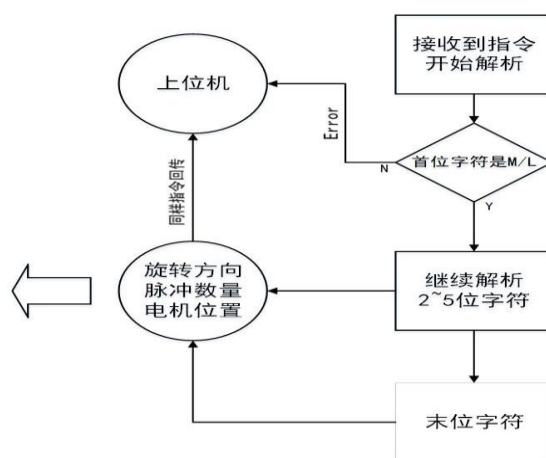 接收到指令
开始解析
上位机
Error
首位字符是M/L
N
Y
同样指令回传
旋转方向
脉冲数量
电机位置
继续解析
2~5位字符
末位字符